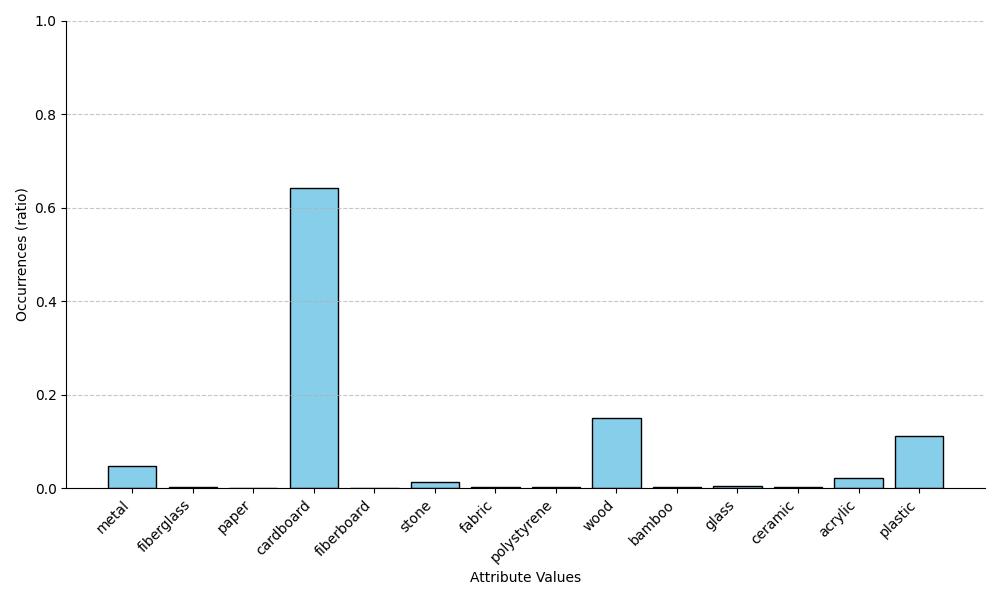 1.0
0.8
0.6
0.4
0.2
0.0
Occurrences (ratio)
metal
fiberglass
paper
cardboard
fiberboard
stone
fabric
polystyrene
wood
bamboo
glass
ceramic
acrylic
plastic
Attribute Values